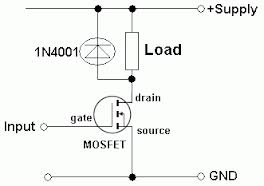 +Supply
1N4001
Load
drain
gate
Input
source
MOSFET
GND